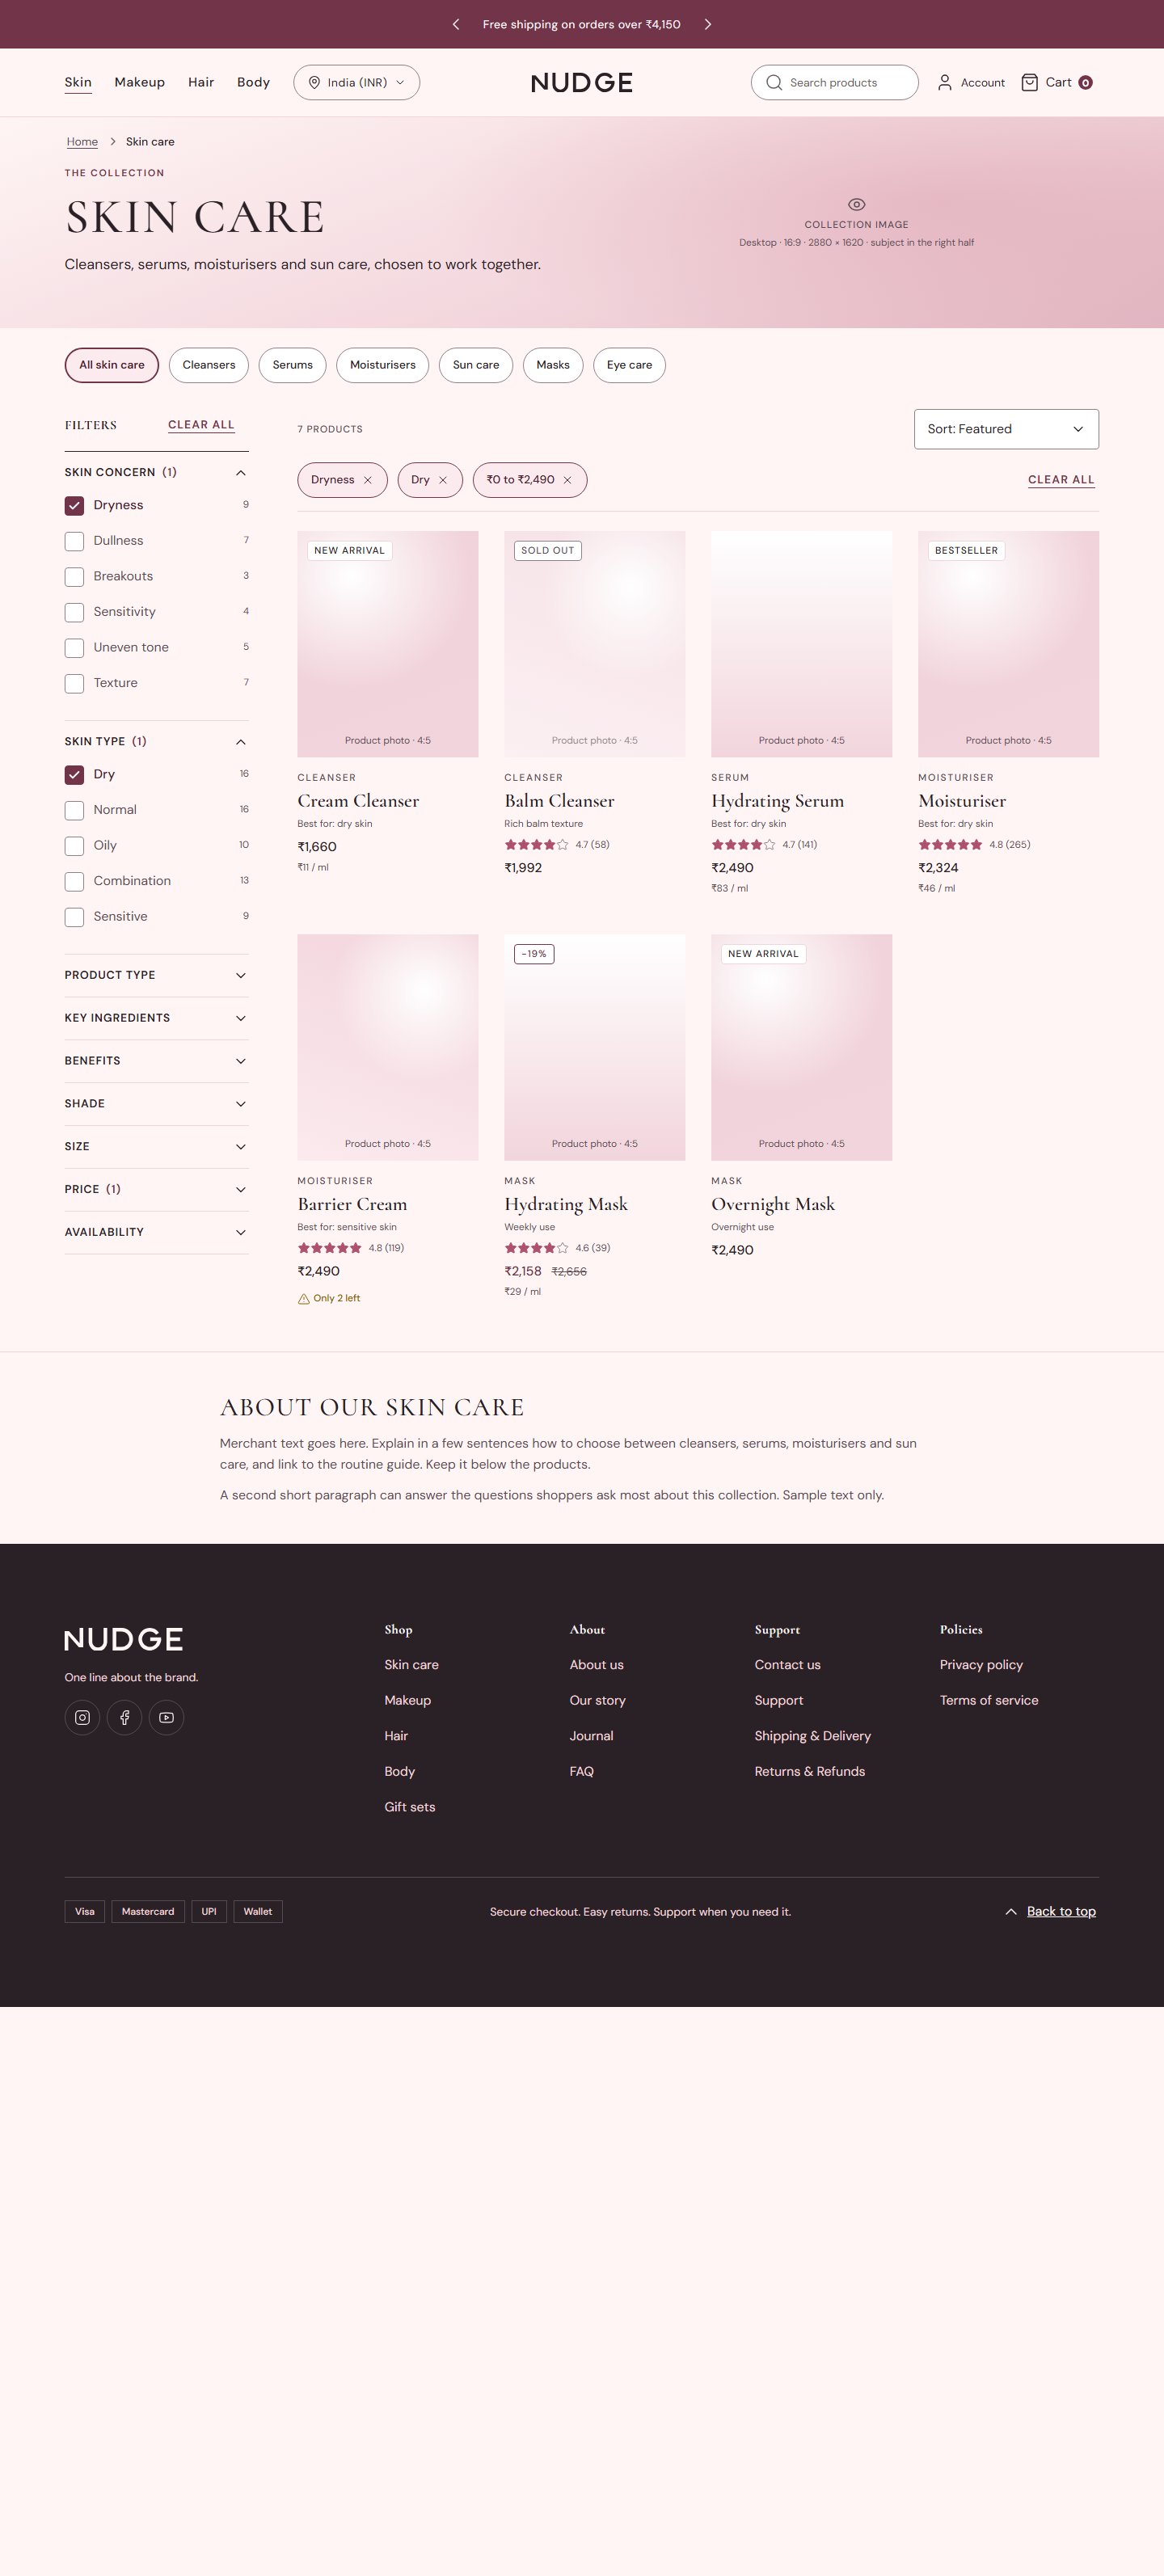 Free shipping on orders over ₹4,150
Skin Makeup Hair Body India (INR) NUDGE Search products Account Cart 0
Home Skin care
THE COLLECTION
SKIN CARE
Cleansers, serums, moisturisers and sun care, chosen to work together.
COLLECTION IMAGE
Desktop · 16:9 · 2880 × 1620 · subject in the right half
All skin care Cleansers Serums Moisturisers Sun care Masks Eye care
FILTERS CLEAR ALL
SKIN CONCERN (1)
Dryness 9
Dullness 7
Breakouts 3
Sensitivity 4
Uneven tone 5
Texture 7
SKIN TYPE (1)
Dry 16
Normal 16
Oily 10
Combination 13
Sensitive 9
PRODUCT TYPE
KEY INGREDIENTS
BENEFITS
SHADE
SIZE
PRICE (1)
AVAILABILITY
7 PRODUCTS
Sort: Featured
Dryness Dry ₹0 to ₹2,490 CLEAR ALL
NEW ARRIVAL
Product photo · 4:5
CLEANSER
Cream Cleanser
Best for: dry skin
₹1,660
₹11 / ml
SOLD OUT
Product photo · 4:5
CLEANSER
Balm Cleanser
Rich balm texture
4.7 (58)
₹1,992
Product photo · 4:5
SERUM
Hydrating Serum
Best for: dry skin
4.7 (141)
₹2,490
₹83 / ml
BESTSELLER
Product photo · 4:5
MOISTURISER
Moisturiser
Best for: dry skin
4.8 (265)
₹2,324
₹46 / ml
Product photo · 4:5
MOISTURISER
Barrier Cream
Best for: sensitive skin
4.8 (119)
₹2,490
Only 2 left
-19%
Product photo · 4:5
MASK
Hydrating Mask
Weekly use
4.6 (39)
₹2,158 ₹2,656
₹29 / ml
NEW ARRIVAL
Product photo · 4:5
MASK
Overnight Mask
Overnight use
₹2,490
ABOUT OUR SKIN CARE
Merchant text goes here. Explain in a few sentences how to choose between cleansers, serums, moisturisers and sun
care, and link to the routine guide. Keep it below the products.
A second short paragraph can answer the questions shoppers ask most about this collection. Sample text only.
NUDGE
One line about the brand.
Shop
Skin care
Makeup
Hair
Body
Gift sets
About
About us
Our story
Journal
FAQ
Support
Contact us
Support
Shipping & Delivery
Returns & Refunds
Policies
Privacy policy
Terms of service
Visa Mastercard UPI Wallet
Secure checkout. Easy returns. Support when you need it.
Back to top